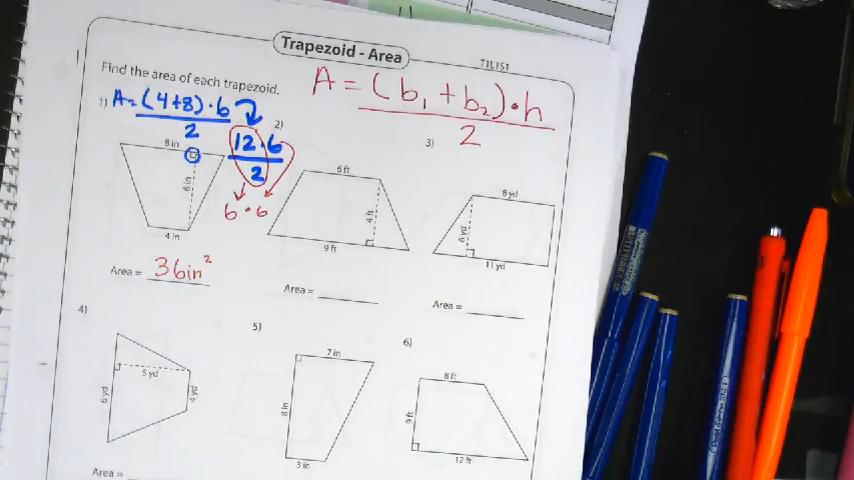 Trapezoid - Area
TILIST
Find the area of each trapezoid.
A = (b₁ + b₂) · h
2
1) A = (4+8) · 6
2
12 · 6
2
6 · 6
8 in
6 in
4 in
Area = 36in²
2)
6 ft
4 ft
9 ft
Area =
3)
8 yd
6 yd
11 yd
Area =
4)
6 yd
5 yd
4 yd
Area =
5)
7 in
8 in
3 in
6)
8 ft
9 ft
12 ft